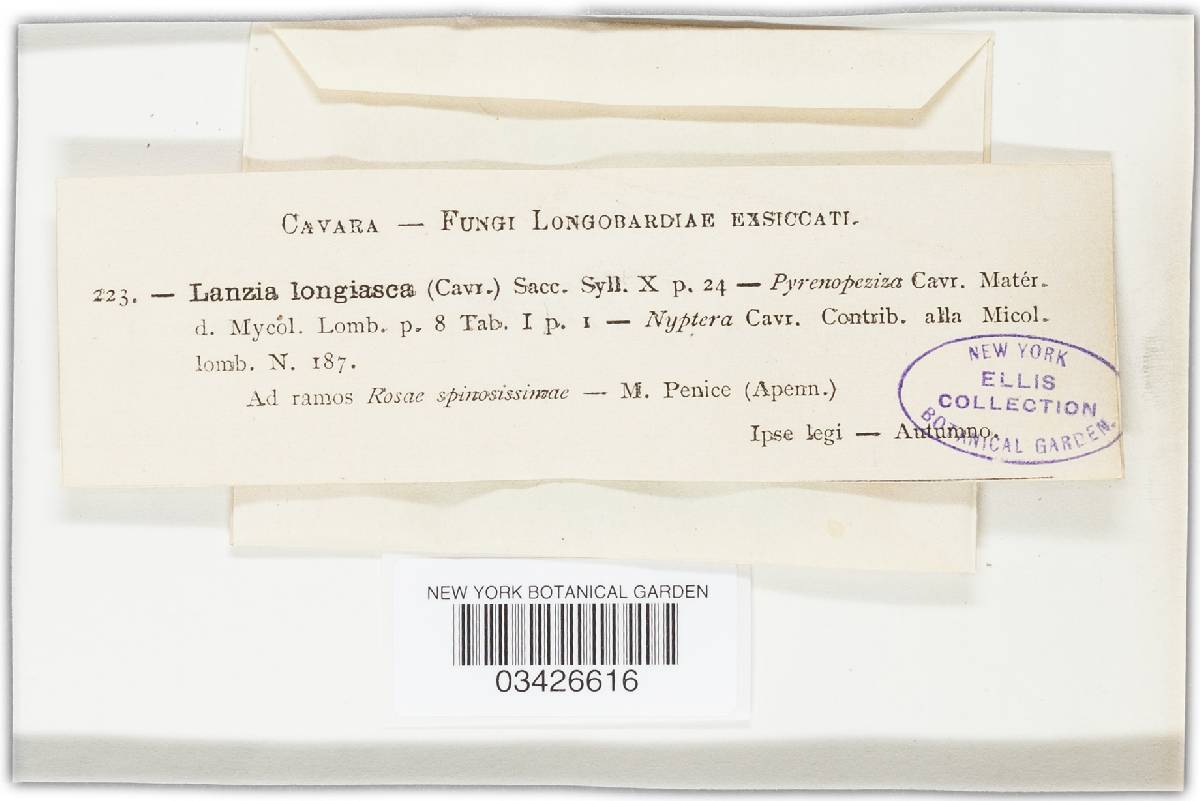 CAVARA — FUNGI LONGOBARDIAE EXSICCATI.
223. — Lanzia longiasca (Cavr.) Sacc. Syll. X p. 24 — Pyrenopeziza Cavr. Matér.
d. Mycol. Lomb. p. 8 Tab. I p. 1 — Nyptera Cavr. Contrib. alla Micol.
lomb. N. 187.
Ad ramos Rosae spinosissimae — M. Penice (Apenn.)
Ipse legi — Autumno.
NEW YORK
ELLIS
COLLECTION
BOTANICAL GARDEN.
NEW YORK BOTANICAL GARDEN
03426616